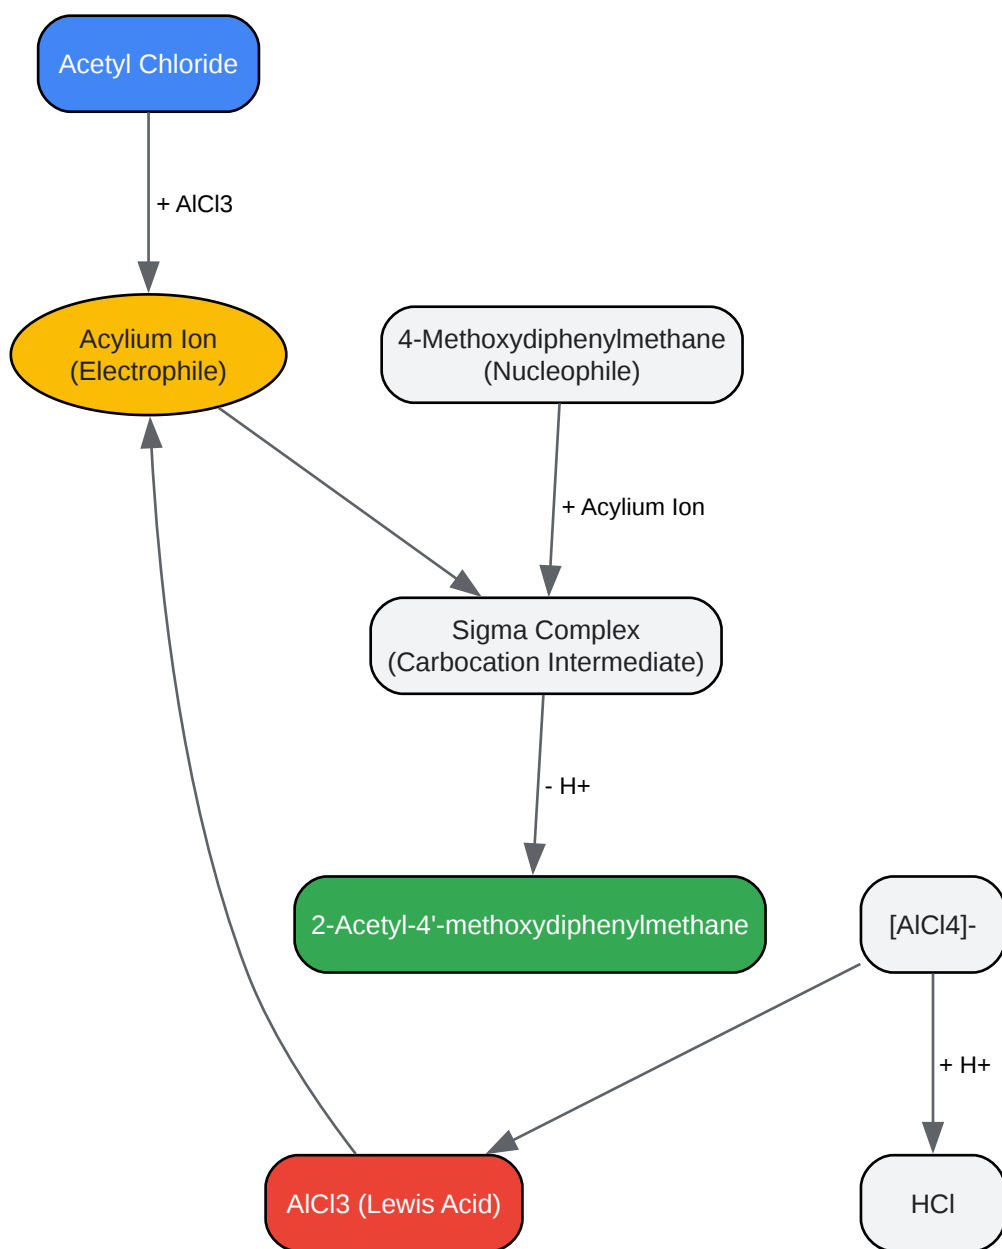 Acetyl Chloride
+ AlCl3
Acylium Ion
(Electrophile)
4-Methoxydiphenylmethane
(Nucleophile)
+ Acylium Ion
Sigma Complex
(Carbocation Intermediate)
- H+
2-Acetyl-4'-methoxydiphenylmethane
[AlCl4]-
+ H+
AlCl3 (Lewis Acid)
HCl